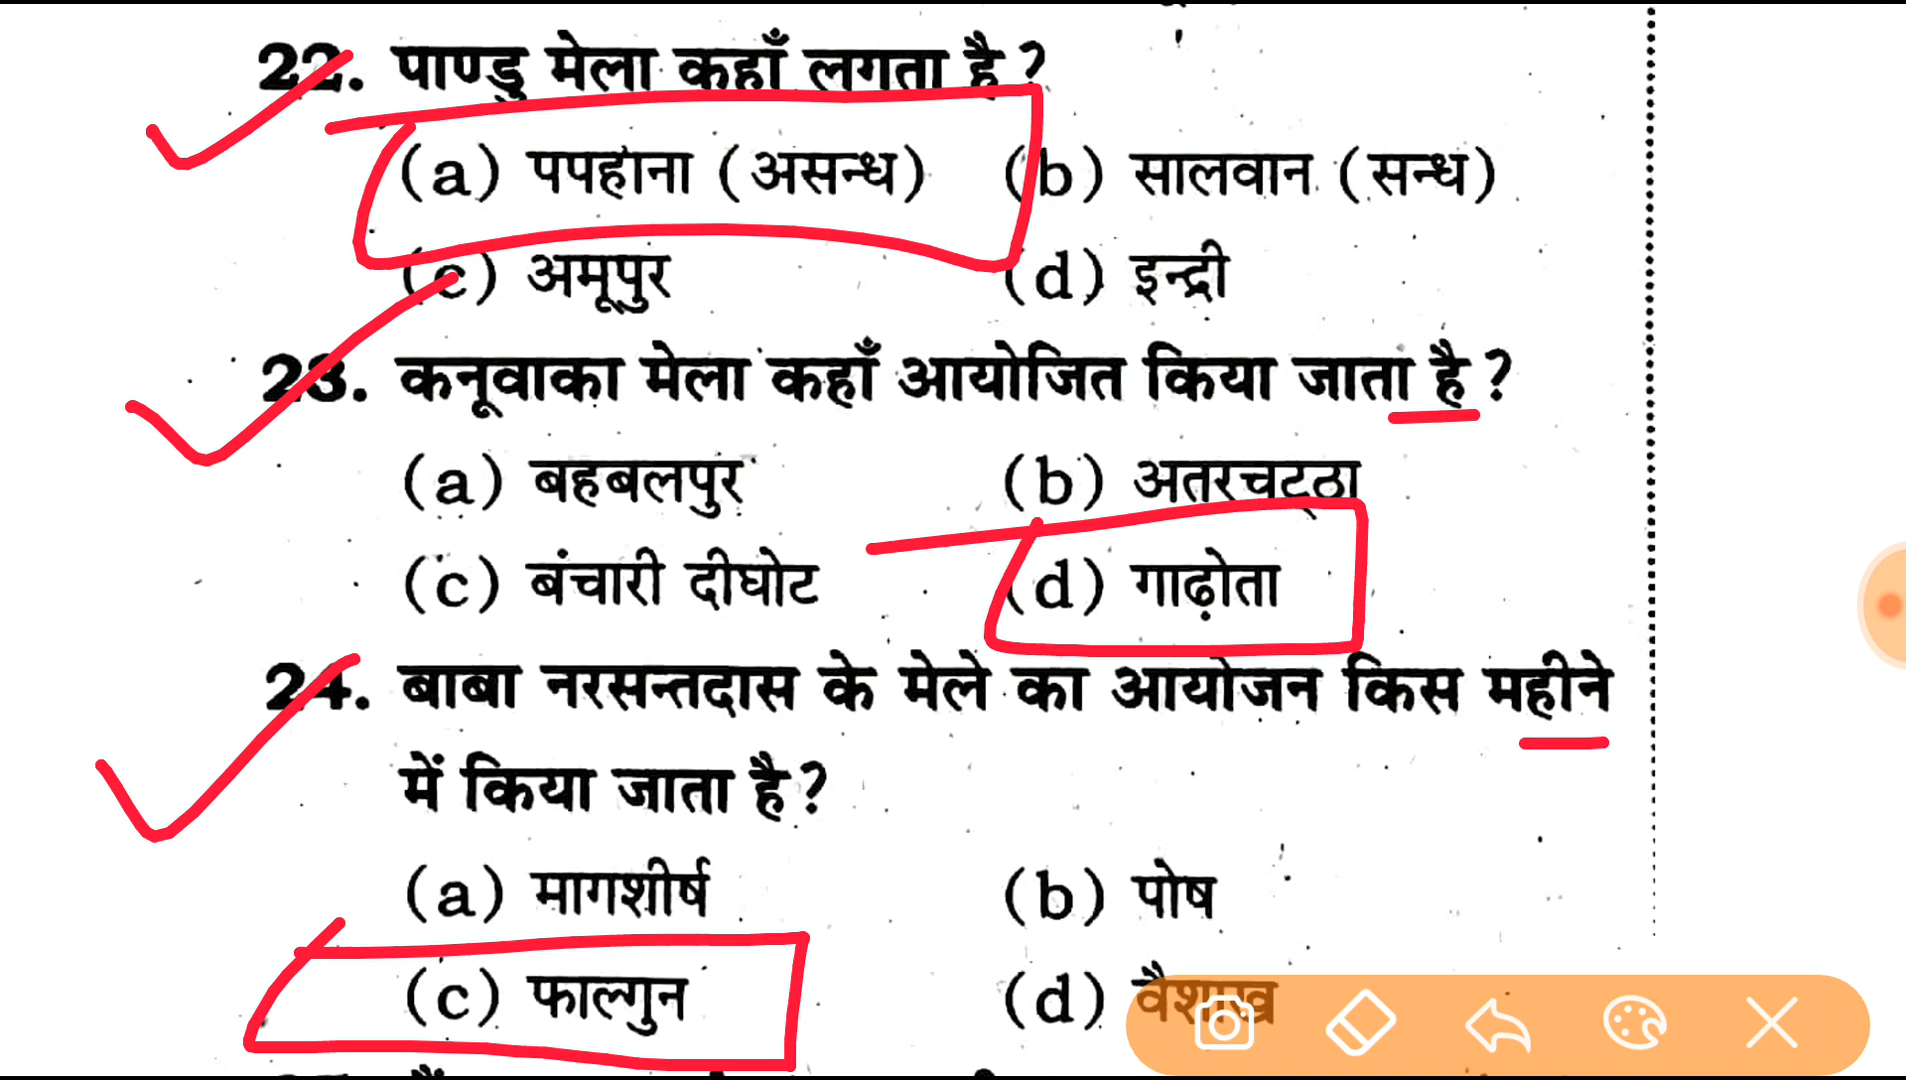 22. पाण्डु मेला कहाँ लगता है?
(a) पपहाना (असन्ध) (b) सालवान (सन्ध)
(c) अमूपुर (d) इन्द्री
23. कनूवाका मेला कहाँ आयोजित किया जाता है?
(a) बहबलपुर (b) अतरचट्ठा
(c) बंचारी दीघोट (d) गाढ़ोता
24. बाबा नरसन्तदास के मेले का आयोजन किस महीने
में किया जाता है?
(a) मागशीर्ष (b) पोष
(c) फाल्गुन (d) वैशाख